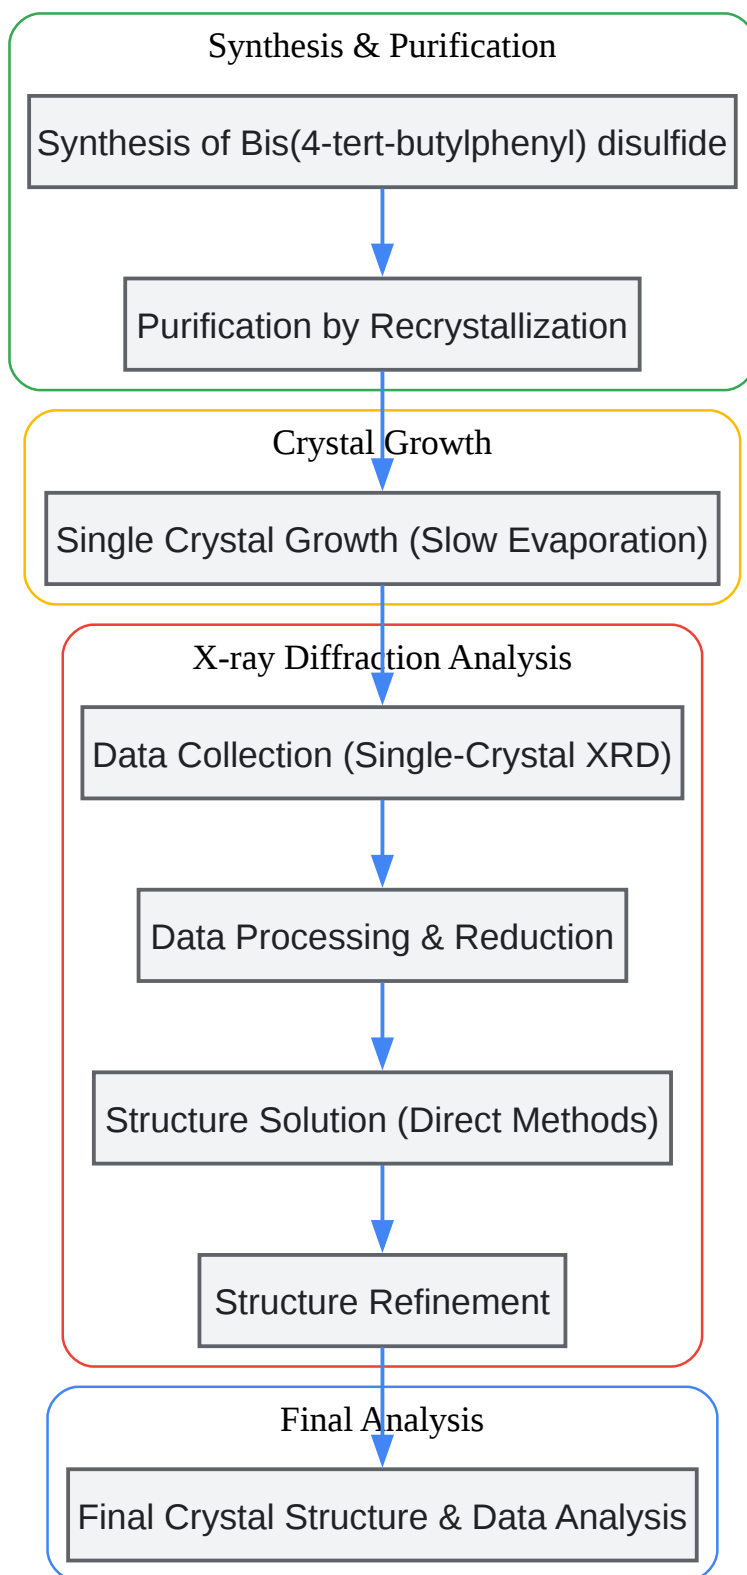 Synthesis & Purification
Synthesis of Bis(4-tert-butylphenyl) disulfide
Purification by Recrystallization
Crystal Growth
Single Crystal Growth (Slow Evaporation)
X-ray Diffraction Analysis
Data Collection (Single-Crystal XRD)
Data Processing & Reduction
Structure Solution (Direct Methods)
Structure Refinement
Final Analysis
Final Crystal Structure & Data Analysis